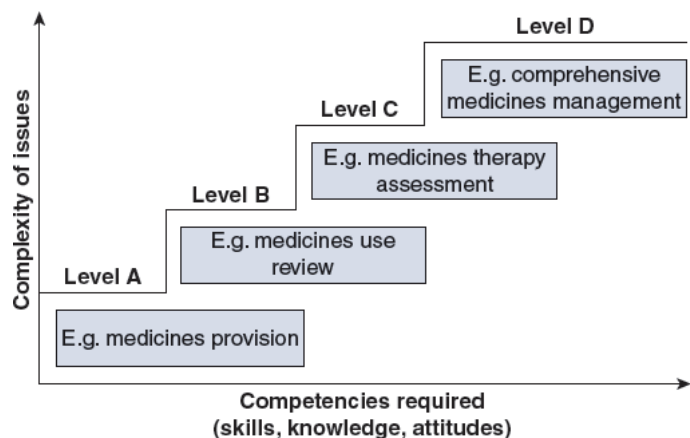 Level D
E.g. comprehensive
medicines management
Level C
E.g. medicines therapy
assessment
Level B
E.g. medicines use
review
Level A
E.g. medicines provision
Complexity of issues
Competencies required
(skills, knowledge, attitudes)